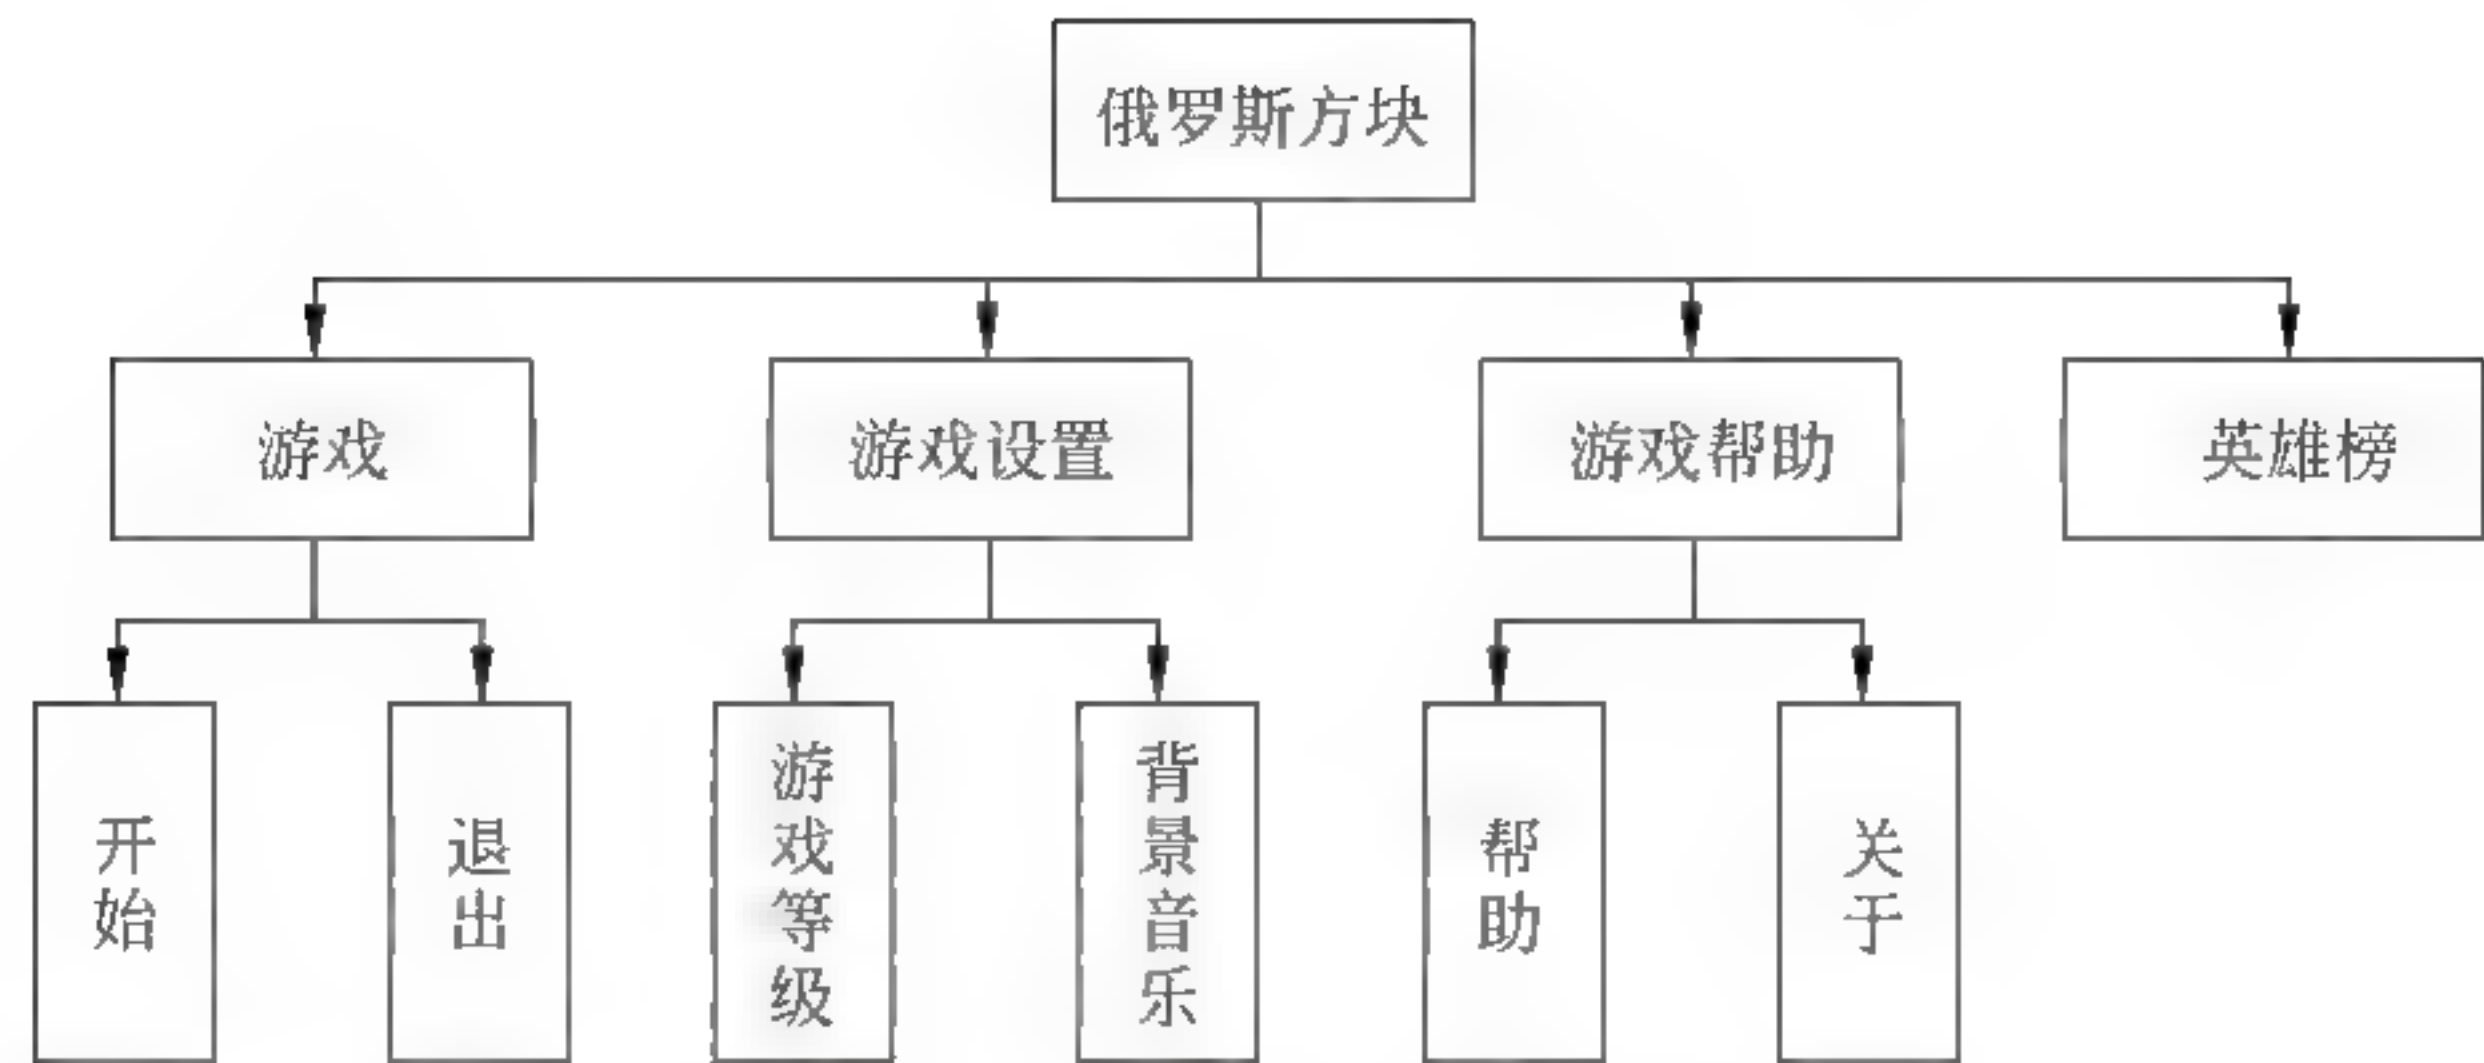 俄罗斯方块
游戏
游戏设置
游戏帮助
英雄榜
开始
退出
游戏等级
背景音乐
帮助
关于